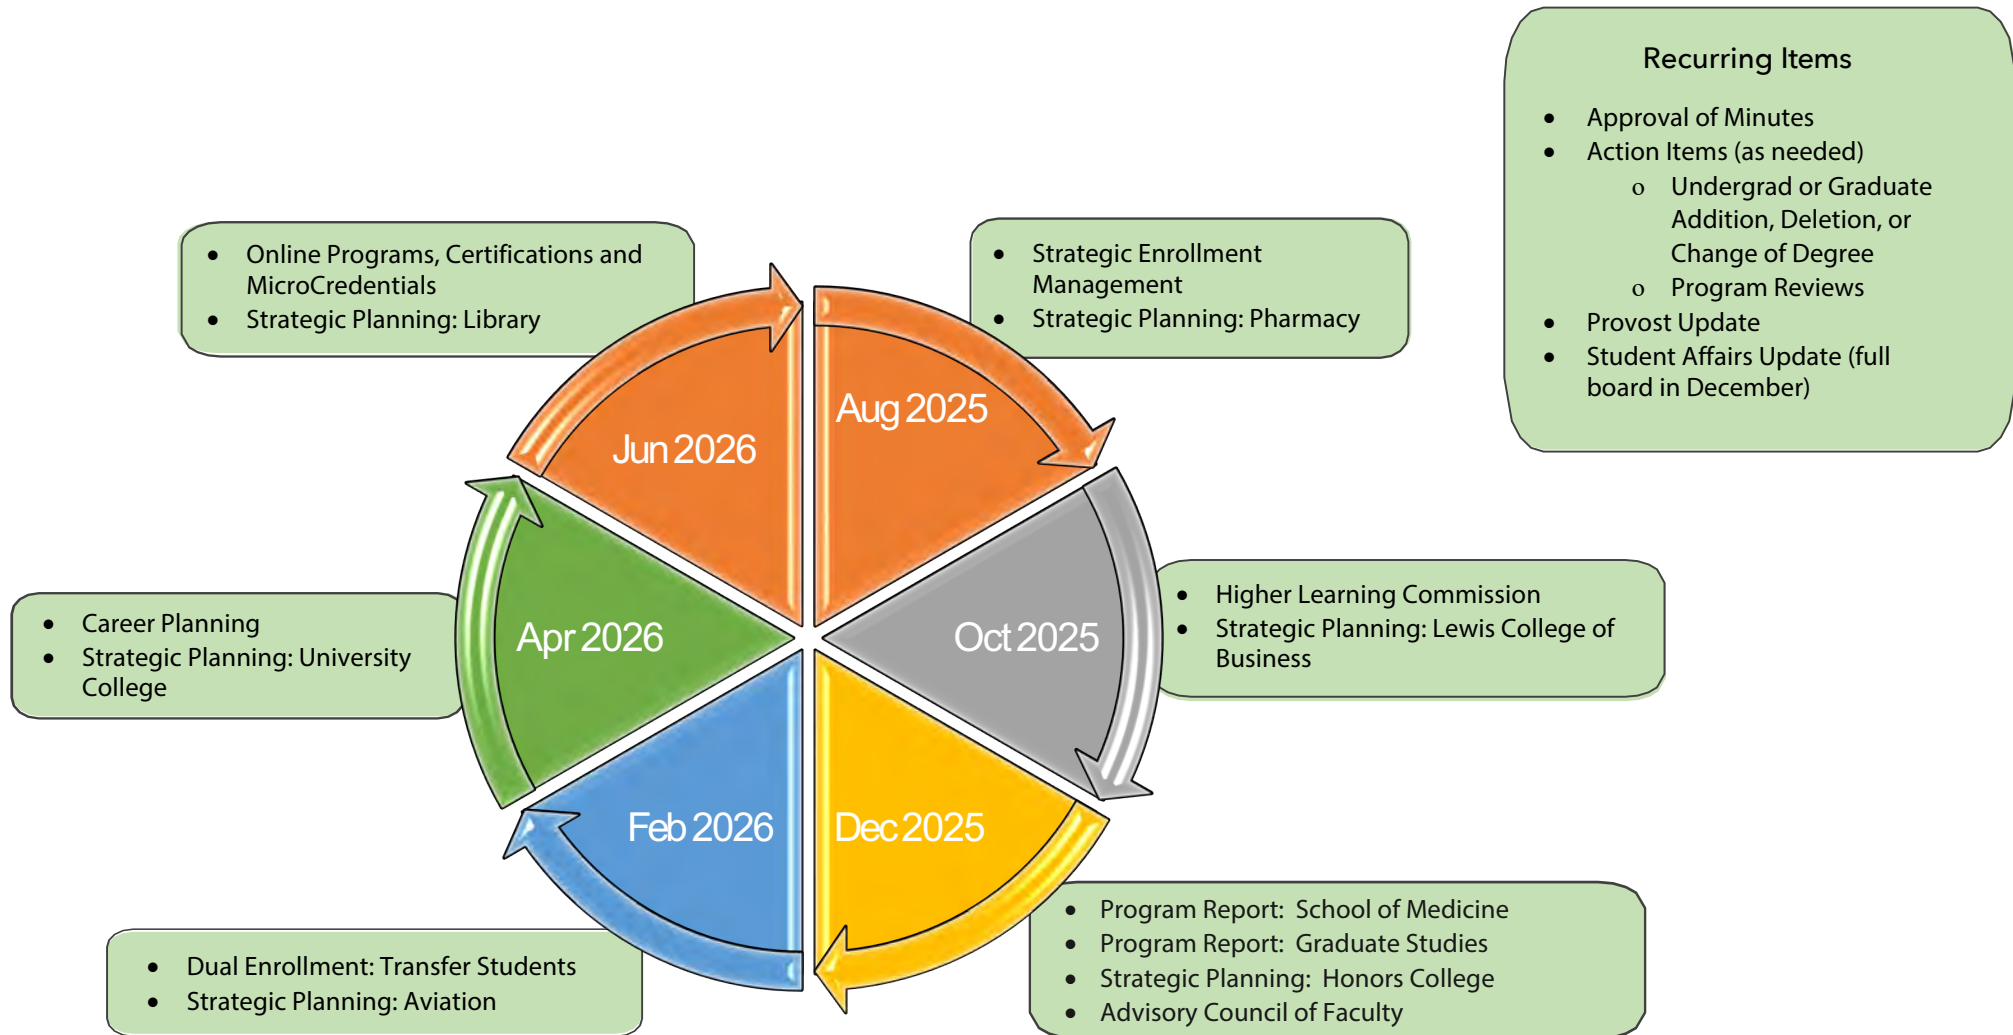 Recurring Items
• Approval of Minutes
• Action Items (as needed)
o Undergrad or Graduate
Addition, Deletion, or
Change of Degree
o Program Reviews
• Provost Update
• Student Affairs Update (full
board in December)
• Online Programs, Certifications and
MicroCredentials
• Strategic Planning: Library
• Strategic Enrollment
Management
• Strategic Planning: Pharmacy
Jun 2026
Aug 2025
• Career Planning
• Strategic Planning: University
College
Apr 2026
Oct 2025
• Higher Learning Commission
• Strategic Planning: Lewis College of
Business
Feb 2026
Dec 2025
• Dual Enrollment: Transfer Students
• Strategic Planning: Aviation
• Program Report: School of Medicine
• Program Report: Graduate Studies
• Strategic Planning: Honors College
• Advisory Council of Faculty